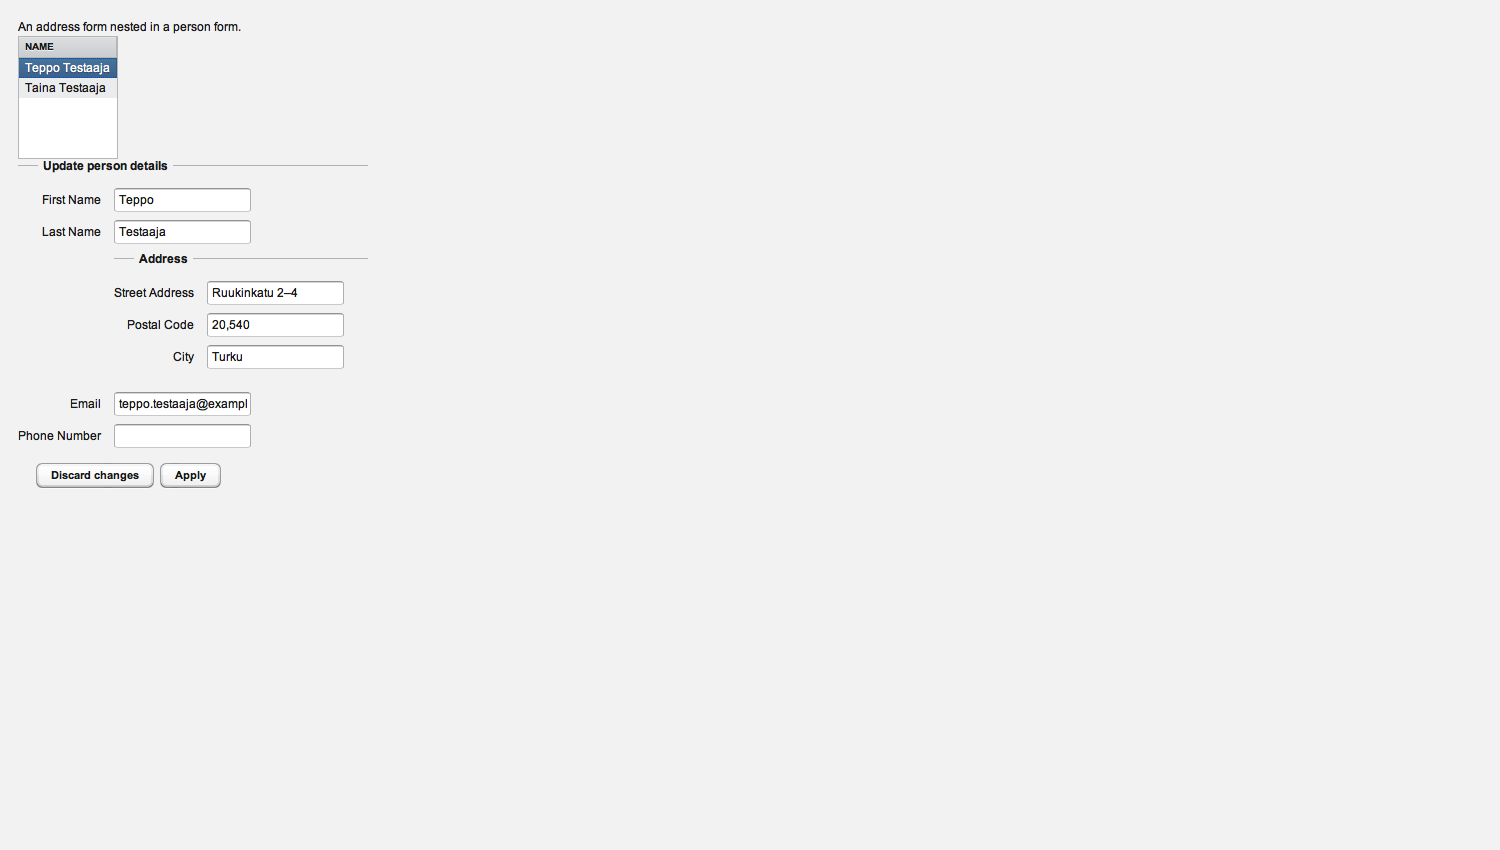 An address form nested in a person form.
NAME
Teppo Testaaja
Taina Testaaja
Update person details
First Name Teppo
Last Name Testaaja
Address
Street Address Ruukinkatu 2–4
Postal Code 20,540
City Turku
Email teppo.testaaja@exampl
Phone Number
Discard changes Apply